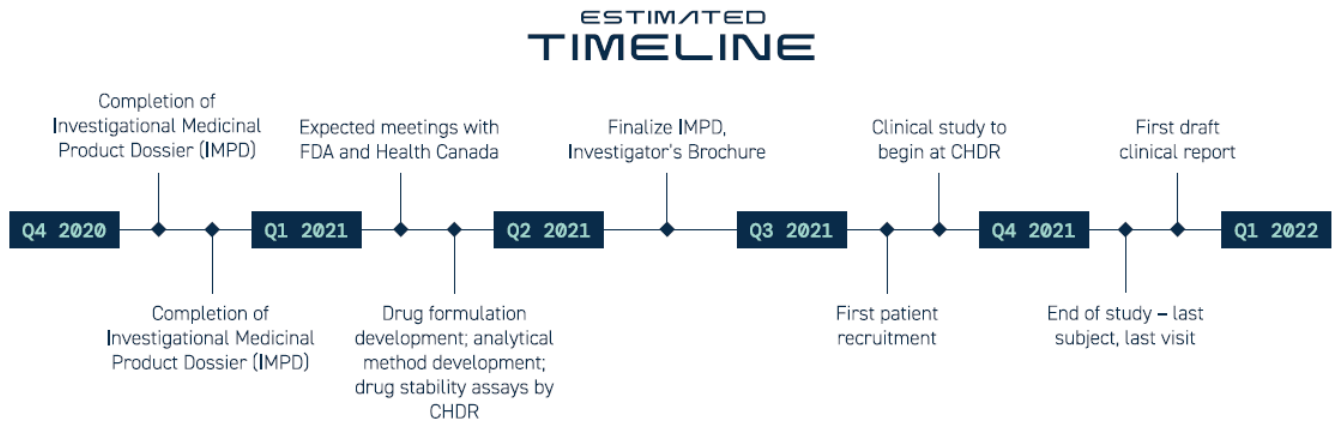 ESTIMATED
TIMELINE
Completion of
Investigational Medicinal
Product Dossier (IMPD)
Expected meetings with
FDA and Health Canada
Finalize IMPD,
Investigator's Brochure
Clinical study to
begin at CHDR
First draft
clinical report
Q4 2020
Q1 2021
Q2 2021
Q3 2021
Q4 2021
Q1 2022
Completion of
Investigational Medicinal
Product Dossier (IMPD)
Drug formulation
development; analytical
method development;
drug stability assays by
CHDR
First patient
recruitment
End of study – last
subject, last visit